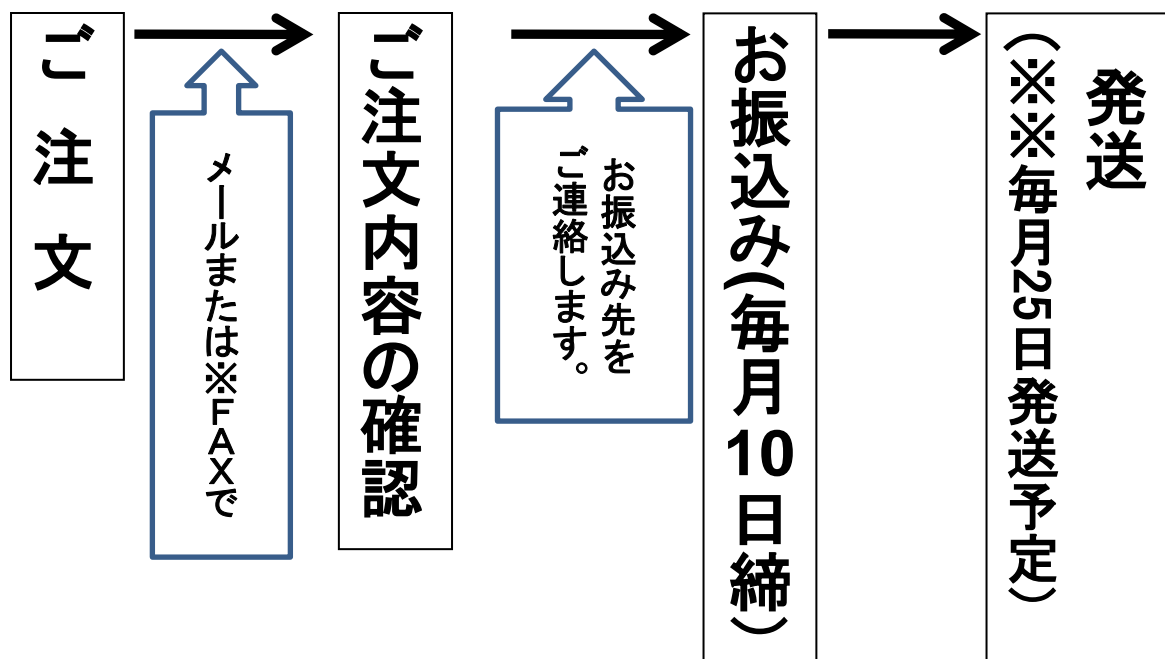 ご注文
メールまたは※ＦＡＸで
ご注文内容の確認
お振込み先を
ご連絡します。
お振込み(毎月10日締)
発送
(※※毎月25日発送予定)